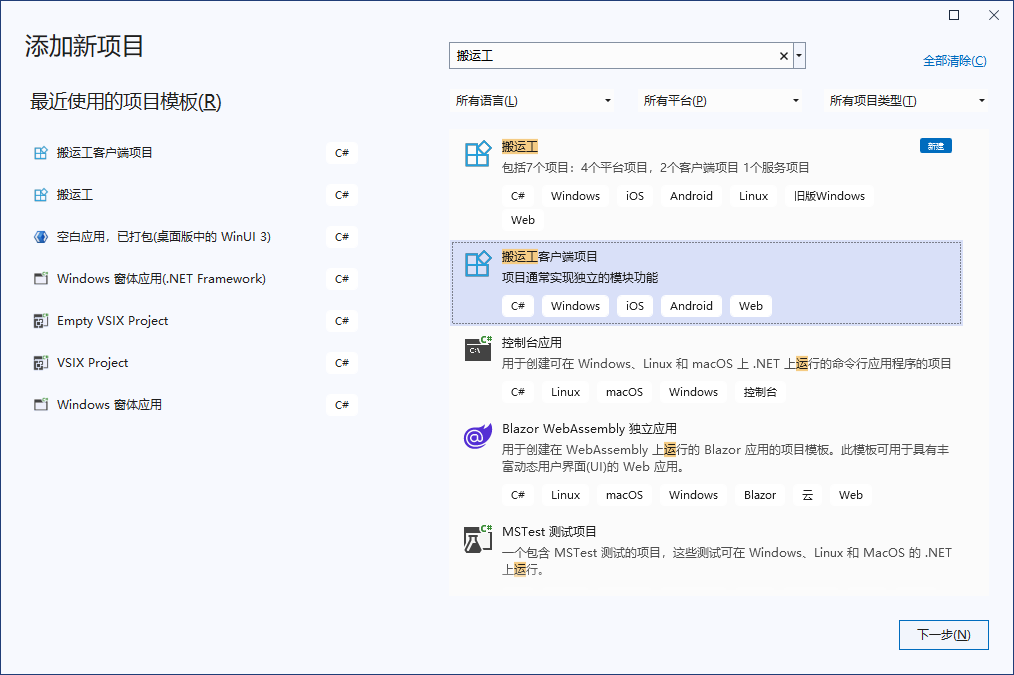 添加新项目
搬运工
全部清除(C)
最近使用的项目模板(R)
所有语言(L)
所有平台(P)
所有项目类型(T)
搬运工客户端项目
C#
搬运工
C#
空白应用，已打包(桌面版中的 WinUI 3)
C#
Windows 窗体应用(.NET Framework)
C#
Empty VSIX Project
C#
VSIX Project
C#
Windows 窗体应用
C#
搬运工
新建
包括7个项目：4个平台项目，2个客户端项目 1个服务项目
C# Windows iOS Android Linux 旧版Windows
Web
搬运工客户端项目
项目通常实现独立的模块功能
C# Windows iOS Android Web
控制台应用
用于创建可在 Windows、Linux 和 macOS 上 .NET 上运行的命令行应用程序的项目
C# Linux macOS Windows 控制台
Blazor WebAssembly 独立应用
用于创建在 WebAssembly 上运行的 Blazor 应用的项目模板。此模板可用于具有丰
富动态用户界面(UI)的 Web 应用。
C# Linux macOS Windows Blazor 云 Web
MSTest 测试项目
一个包含 MSTest 测试的项目，这些测试可在 Windows、Linux 和 MacOS 的 .NET
上运行。
下一步(N)